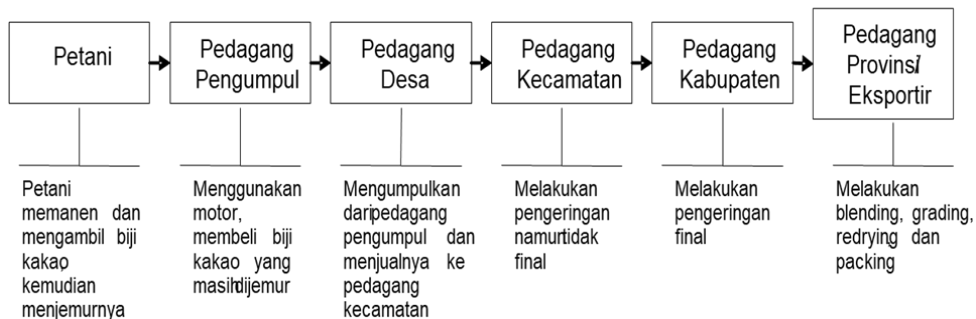 Petani
Pedagang
Pengumpul
Pedagang
Desa
Pedagang
Kecamatan
Pedagang
Kabupaten
Pedagang
Provinsi/
Eksportir
Petani
memanen dan
mengambil biji
kakao,
kemudian
menjemurnya
Menggunakan
motor,
membeli biji
kakao yang
masihdijemur
Mengumpulkan
daripedagang
pengumpul dan
menjualnya ke
pedagang
kecamatan
Melakukan
pengeringan
namuntidak
final
Melakukan
pengeringan
final
Melakukan
blending, grading,
redrying dan
packing